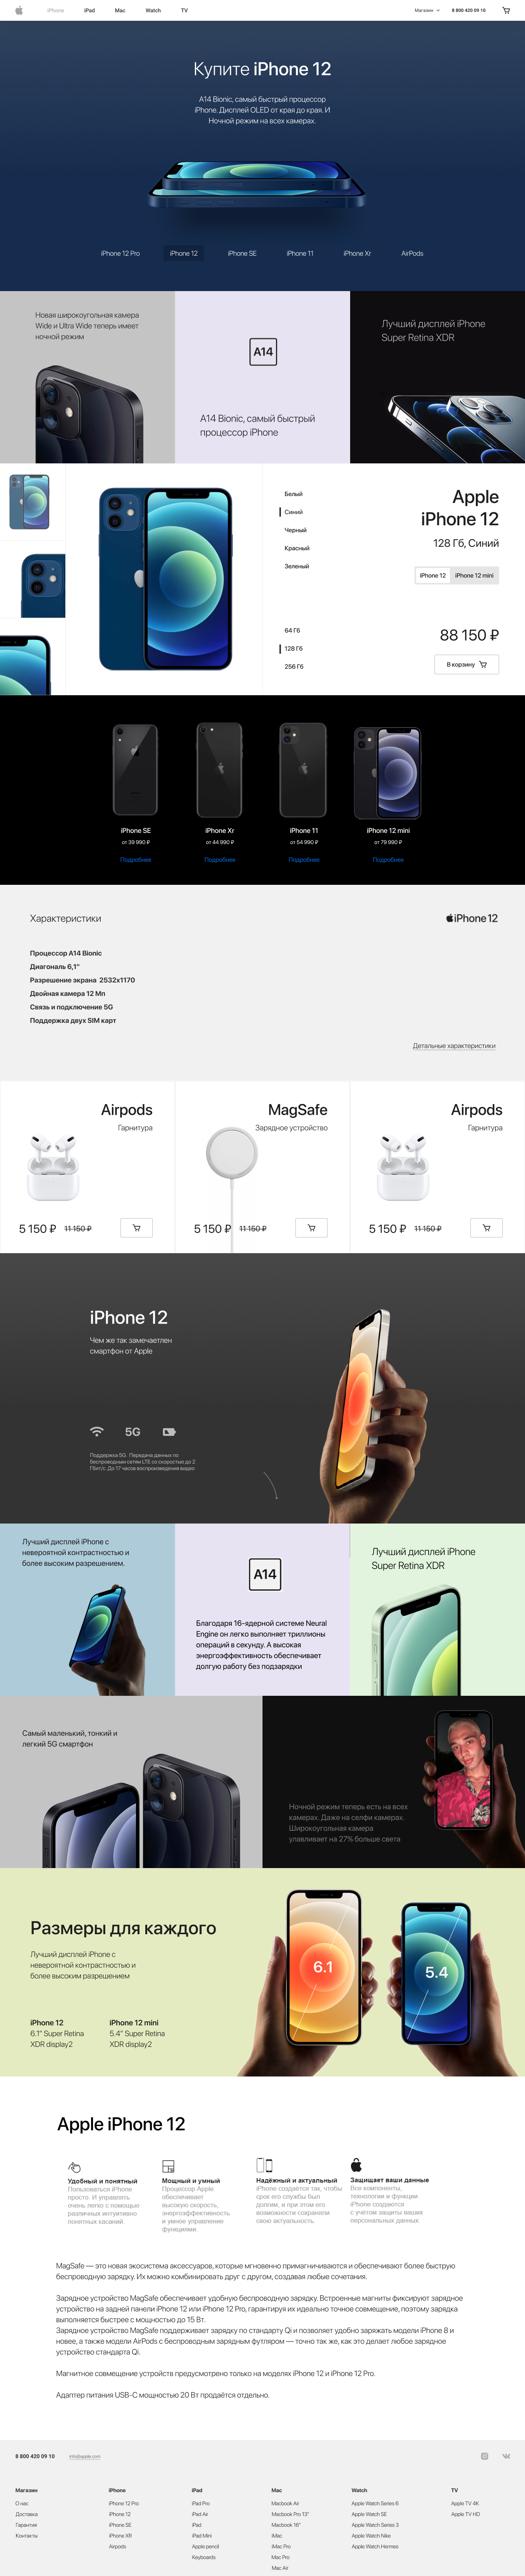 iPhone iPad Mac Watch TV Магазин 8 800 420 09 10
Купите iPhone 12
A14 Bionic, самый быстрый процессор
iPhone. Дисплей OLED от края до края. И
Ночной режим на всех камерах.
iPhone 12 Pro iPhone 12 iPhone SE iPhone 11 iPhone Xr AirPods
Новая широкоугольная камера
Wide и Ultra Wide теперь имеет
ночной режим
A14
A14 Bionic, самый быстрый
процессор iPhone
Лучший дисплей iPhone
Super Retina XDR
Белый
Синий
Черный
Красный
Зеленый
64 Гб
128 Гб
256 Гб
Apple
iPhone 12
128 Гб, Синий
iPhone 12 iPhone 12 mini
88 150 ₽
В корзину
iPhone SE
от 39 990 ₽
Подробнее
iPhone Xr
от 44 990 ₽
Подробнее
iPhone 11
от 54 990 ₽
Подробнее
iPhone 12 mini
от 79 990 ₽
Подробнее
Характеристики
iPhone 12
Процессор A14 Bionic
Диагональ 6,1"
Разрешение экрана 2532x1170
Двойная камера 12 Мп
Связь и подключение 5G
Поддержка двух SIM карт
Детальные характеристики
Airpods
Гарнитура
5 150 ₽ 11 150 ₽
MagSafe
Зарядное устройство
5 150 ₽ 11 150 ₽
Airpods
Гарнитура
5 150 ₽ 11 150 ₽
iPhone 12
Чем же так замечаетлен
смартфон от Apple
5G
Поддержка 5G. Передача данных по
беспроводным сетям LTE со скоростью до 2
Гбит/с. До 17 часов воспроизведения видео
Лучший дисплей iPhone с
невероятной контрастностью и
более высоким разрешением.
A14
Благодаря 16-ядерной системе Neural
Engine он легко выполняет триллионы
операций в секунду. А высокая
энергоэффективность обеспечивает
долгую работу без подзарядки
Лучший дисплей iPhone
Super Retina XDR
Самый маленький, тонкий и
легкий 5G смартфон
Ночной режим теперь есть на всех
камерах. Даже на селфи камерах.
Широкоугольная камера
улавливает на 27% больше света
Размеры для каждого
Лучший дисплей iPhone с
невероятной контрастностью и
более высоким разрешением
iPhone 12
6.1" Super Retina
XDR display2
iPhone 12 mini
5.4" Super Retina
XDR display2
6.1
5.4
Apple iPhone 12
Удобный и понятный
Пользоваться iPhone
просто. И управлять
очень легко с помощью
различных интуитивно
понятных касаний.
Мощный и умный
Процессор Apple
обеспечивает
высокую скорость,
энергоэффективность
и умное управление
функциями.
Надёжный и актуальный
iPhone создаётся так, чтобы
срок его службы был
долгим, и при этом его
возможности сохраняли
свою актуальность.
Защищает ваши данные
Все компоненты,
технологии и функции
iPhone создаются
с учётом защиты ваших
персональных данных.
MagSafe — это новая экосистема аксессуаров, которые мгновенно примагничиваются и обеспечивают более быструю
беспроводную зарядку. Их можно комбинировать друг с другом, создавая любые сочетания.
Зарядное устройство MagSafe обеспечивает удобную беспроводную зарядку. Встроенные магниты фиксируют зарядное
устройство на задней панели iPhone 12 или iPhone 12 Pro, гарантируя их идеально точное совмещение, поэтому зарядка
выполняется быстрее с мощностью до 15 Вт.
Зарядное устройство MagSafe поддерживает зарядку по стандарту Qi и позволяет удобно заряжать модели iPhone 8 и
новее, а также модели AirPods с беспроводным зарядным футляром — точно так же, как это делает любое зарядное
устройство стандарта Qi.
Магнитное совмещение устройств предусмотрено только на моделях iPhone 12 и iPhone 12 Pro.
Адаптер питания USB-C мощностью 20 Вт продаётся отдельно.
8 800 420 09 10 info@apple.com
Магазин
О нас
Доставка
Гарантия
Контакты
iPhone
iPhone 12 Pro
iPhone 12
iPhone SE
iPhone XR
Airpods
iPad
iPad Pro
iPad Air
iPad
iPad Mini
Apple pencil
Keyboards
Mac
Macbook Air
Macbook Pro 13"
Macbook 16"
iMac
iMac Pro
Mac Pro
Mac Air
Watch
Apple Watch Series 6
Apple Watch SE
Apple Watch Series 3
Apple Watch Nike
Apple Watch Hermes
TV
Apple TV 4K
Apple TV HD